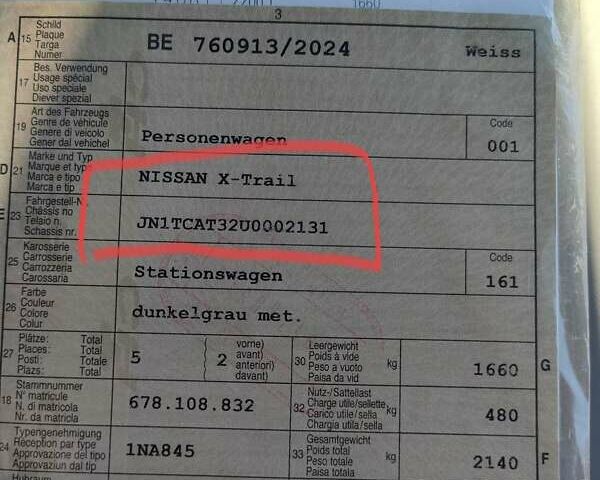 3
A 15 Schild
Plaque
Targa
Numer
BE 760913/2024 Weiss
17 Bes. Verwendung
Usage spécial
Uso speciale
Diever spezial
19 Art des Fahrzeugs
Genre de véhicule
Genere di veicolo
Gener dal vehichel
Personenwagen
Code
001
D 21 Marke und Typ
Marque et type
Marca e tipo
Marca e tip
NISSAN X-Trail
E 23 Fahrgestell-N
Châssis no
Telaio n.
Schassis nr.
JN1TCAT32U0002131
25 Karosserie
Carrosserie
Carrozzeria
Carossaria
Stationswagen
Code
161
26 Farbe
Couleur
Colore
Colur
dunkelgrau met.
27 Plätze: Total
Places: Total
Posti: Totale
Plazs: Total
5
2 vorne)
avant)
anteriori)
davant)
30 Leergewicht
Poids à vide
Peso a vuoto
Paisa da vid
kg
1660
G
18 Stammnummer
N° matricule
N. di matricola
Nr. da matricla
678.108.832
32 Nutz-/Sattellast
Charge utile/sellette
Carico utile/sella
Chargia util/sella
kg
480
24 Typengenehmigung
Réception par type
Approvazione del tipo
Approvaziun dal tip
1NA845
33 Gesamtgewicht
Poids total
Peso totale
Paisa totala
kg
2140
F
Hubraum